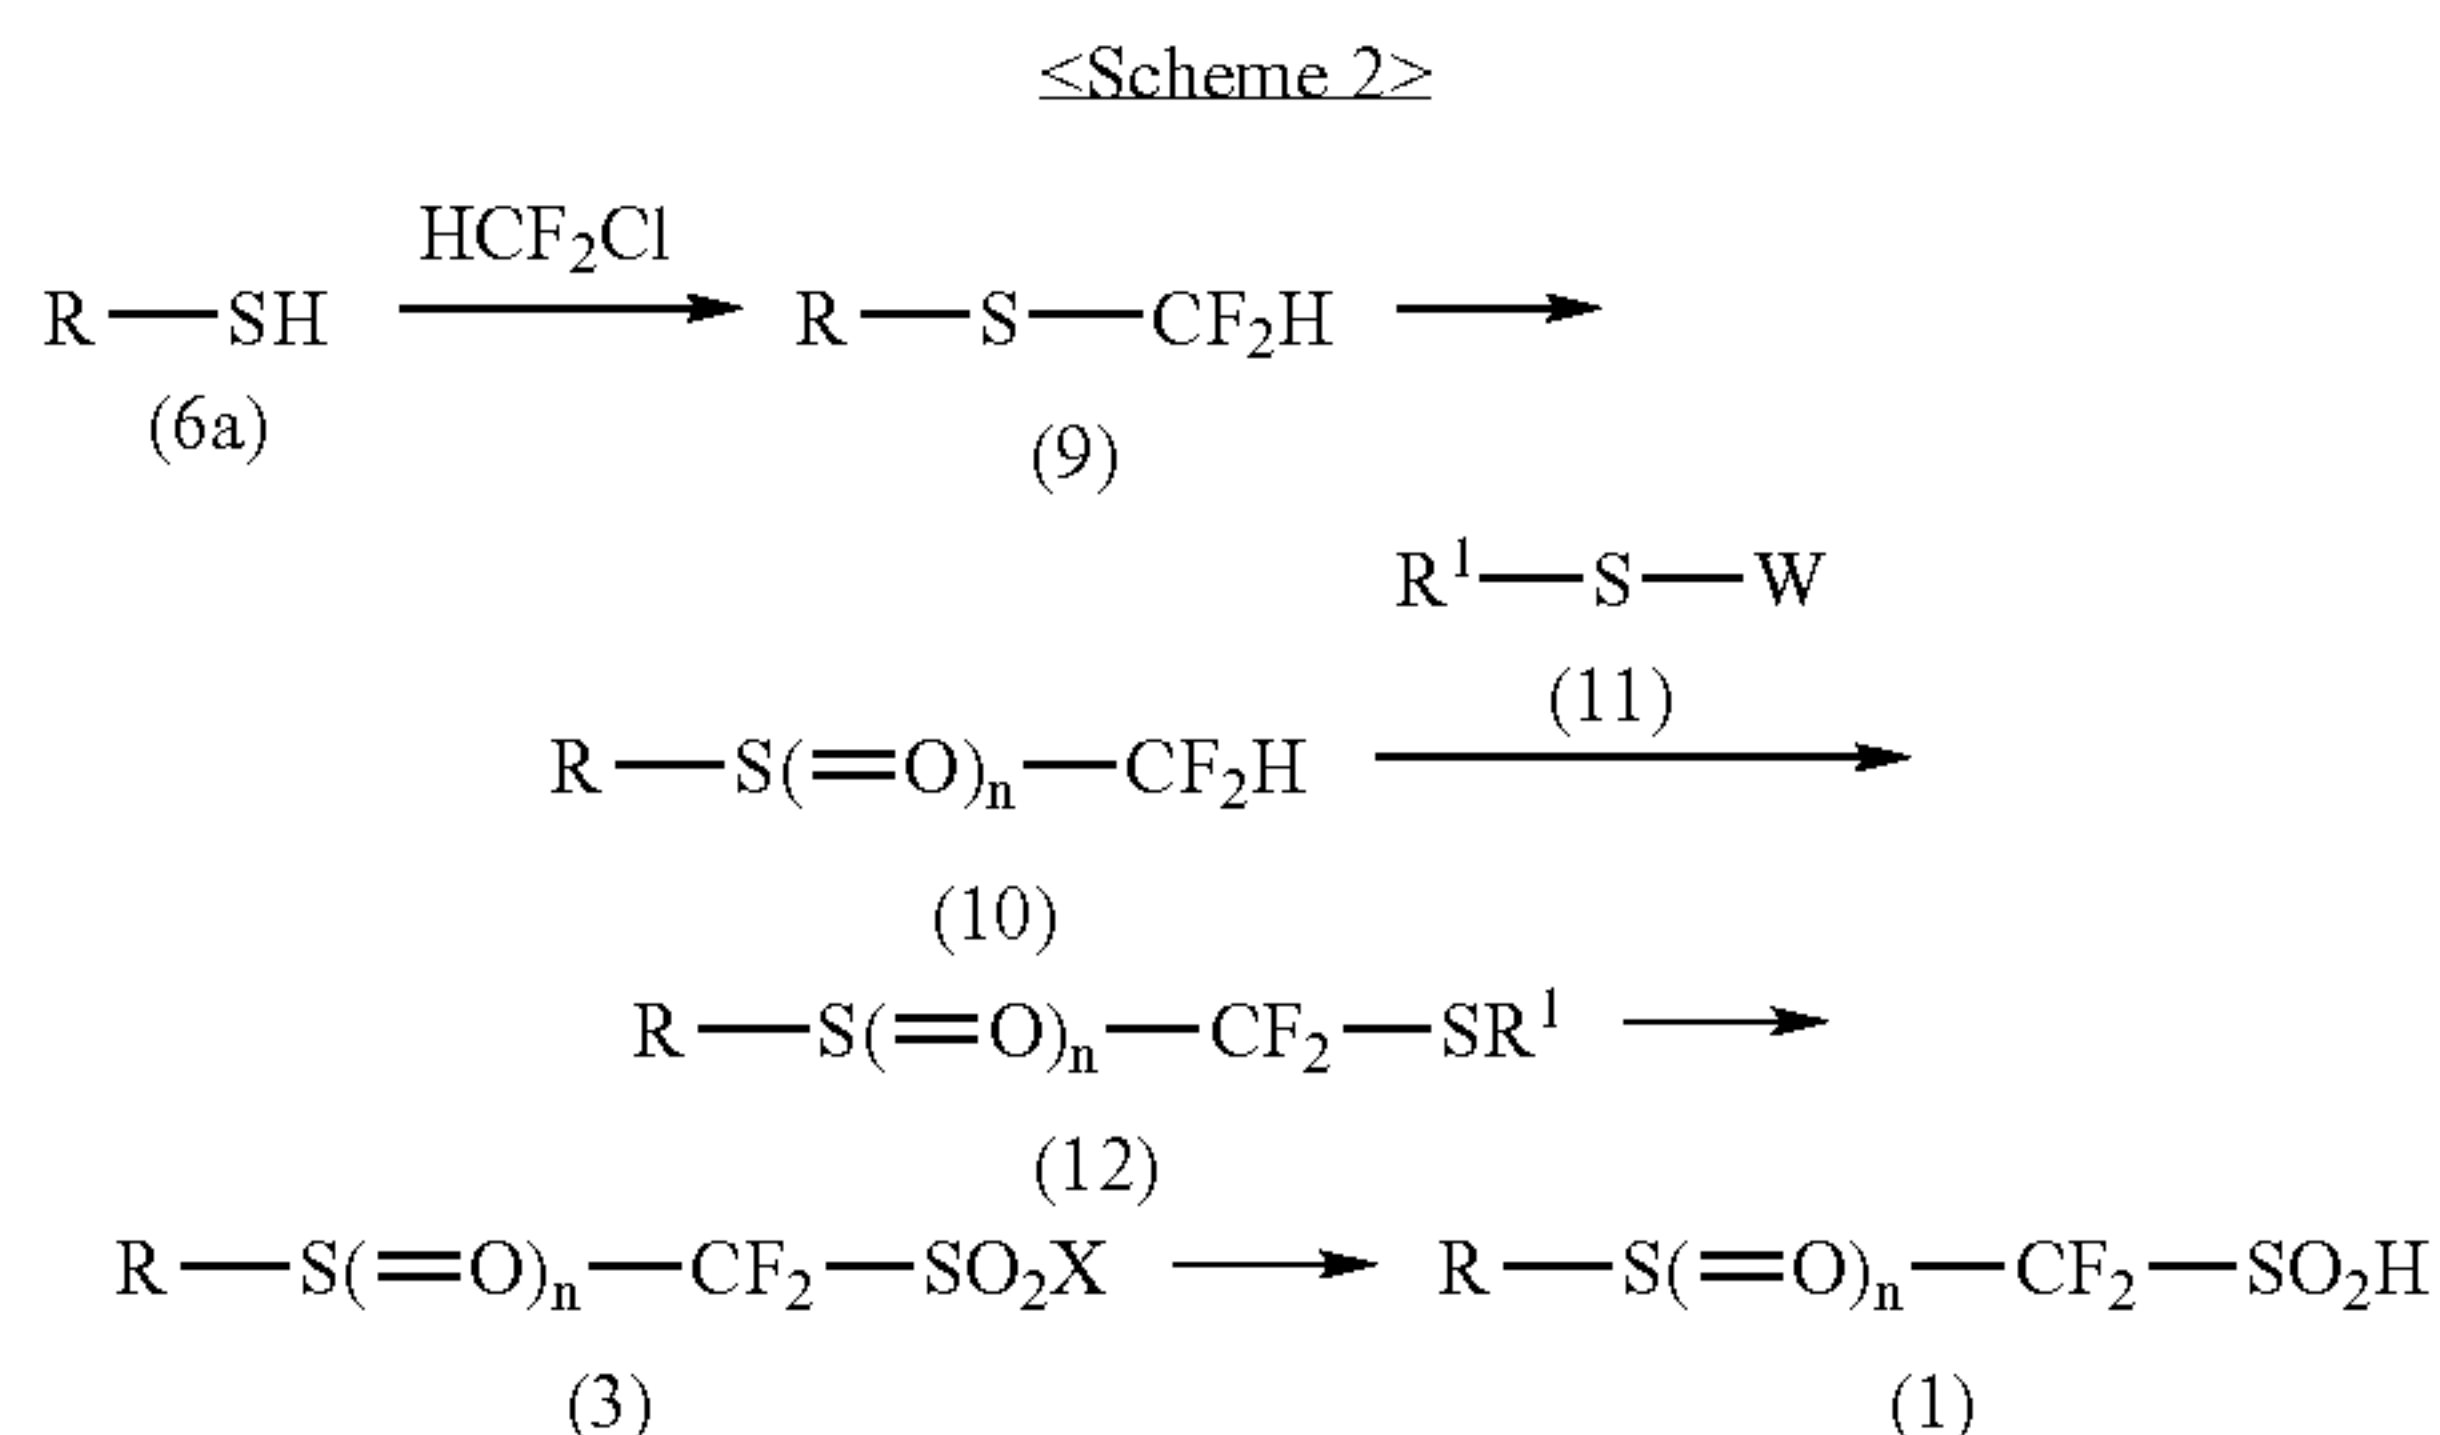 <Scheme 2>
HCF₂Cl
R—SH ⟶ R—S—CF₂H ⟶
(6a) (9)
R¹—S—W
(11)
R—S(═O)ₙ—CF₂H ⟶
(10)
R—S(═O)ₙ—CF₂—SR¹ ⟶
(12)
R—S(═O)ₙ—CF₂—SO₂X ⟶ R—S(═O)ₙ—CF₂—SO₂H
(3) (1)